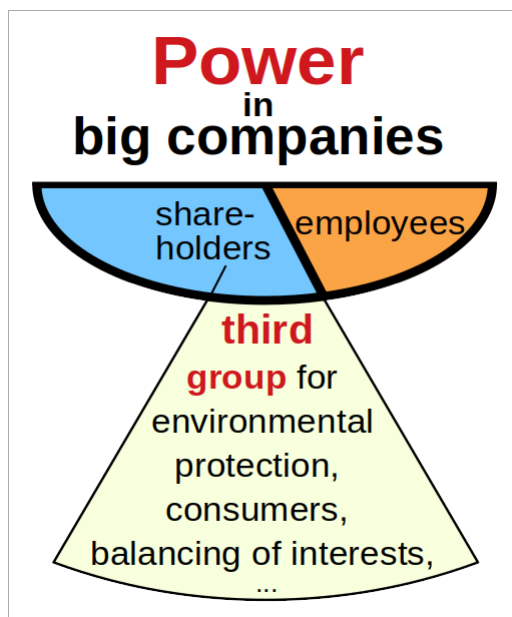 Power
in
big companies
share-
holders
employees
third
group for
environmental
protection,
consumers,
balancing of interests,
...